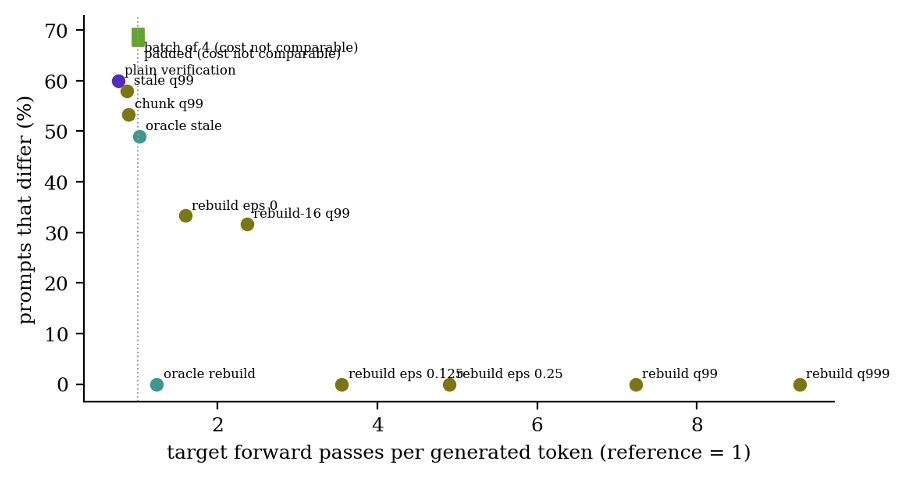 70
60
50
40
30
20
10
0
prompts that differ (%)
batch of 4 (cost not comparable)
padded (cost not comparable)
plain verification
stale q99
chunk q99
oracle stale
rebuild eps 0
rebuild-16 q99
oracle rebuild
rebuild eps 0.125
rebuild eps 0.25
rebuild q99
rebuild q999
2
4
6
8
target forward passes per generated token (reference = 1)